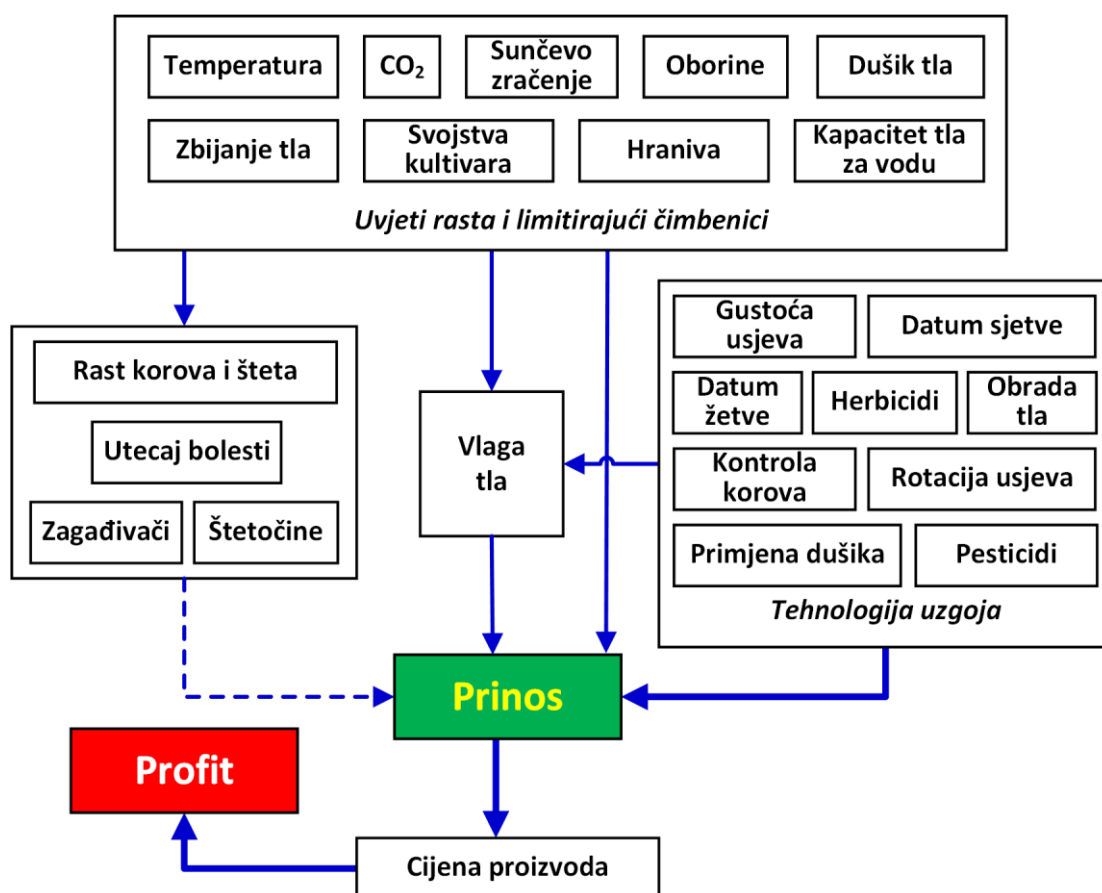 Temperatura
CO₂
Sunčevo
zračenje
Oborine
Dušik tla
Zbijanje tla
Svojstva
kultivara
Hraniva
Kapacitet tla
za vodu
Uvjeti rasta i limitirajući čimbenici
Rast korova i šteta
Utecaj bolesti
Zagađivači
Štetočine
Vlaga
tla
Gustoća
usjeva
Datum sjetve
Datum
žetve
Herbicidi
Obrada
tla
Kontrola
korova
Rotacija usjeva
Primjena dušika
Pesticidi
Tehnologija uzgoja
Prinos
Profit
Cijena proizvoda